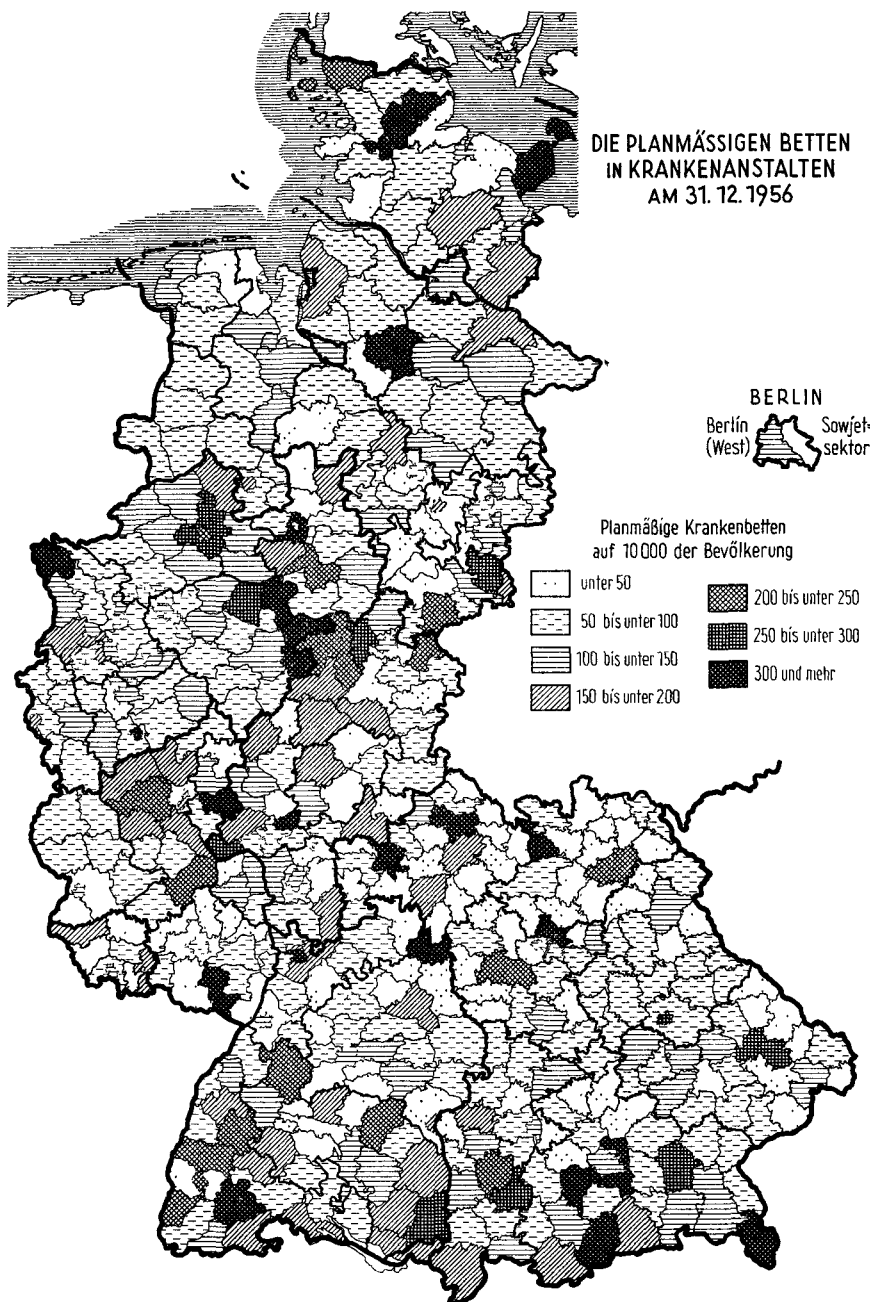 DIE PLANMÄSSIGEN BETTEN
IN KRANKENANSTALTEN
AM 31.12.1956
BERLIN
Berlin
(West)
Sowjet=
sektor
Planmäßige Krankenbetten
auf 10000 der Bevölkerung
unter 50
50 bis unter 100
100 bis unter 150
150 bis unter 200
200 bis unter 250
250 bis unter 300
300 und mehr